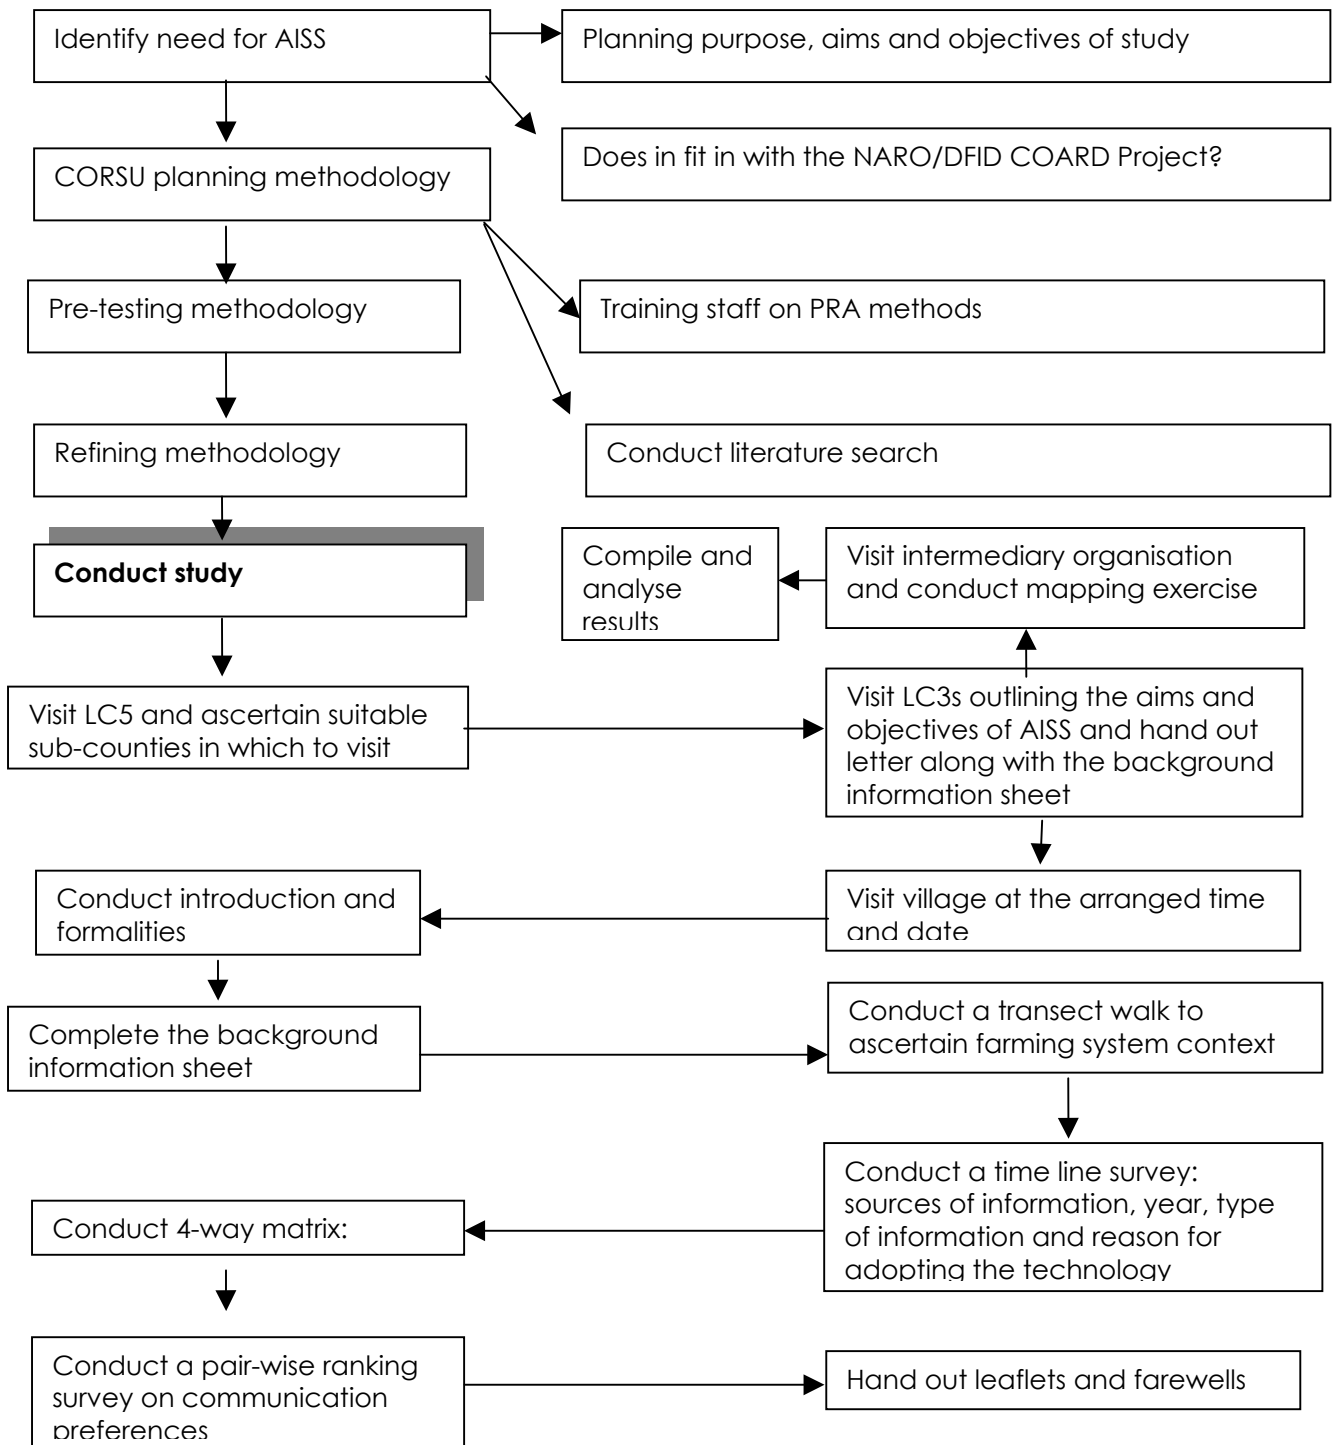 Identify need for AISS
Planning purpose, aims and objectives of study
Does in fit in with the NARO/DFID COARD Project?
CORSU planning methodology
Pre-testing methodology
Training staff on PRA methods
Refining methodology
Conduct literature search
Conduct study
Compile and
analyse
results
Visit intermediary organisation
and conduct mapping exercise
Visit LC5 and ascertain suitable
sub-counties in which to visit
Visit LC3s outlining the aims and
objectives of AISS and hand out
letter along with the background
information sheet
Conduct introduction and
formalities
Visit village at the arranged time
and date
Complete the background
information sheet
Conduct a transect walk to
ascertain farming system context
Conduct a time line survey:
sources of information, year, type
of information and reason for
adopting the technology
Conduct 4-way matrix:
Conduct a pair-wise ranking
survey on communication
preferences
Hand out leaflets and farewells